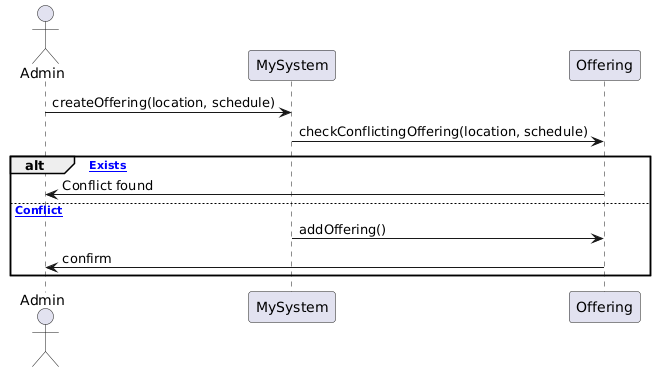 Admin
MySystem
Offering
createOffering(location, schedule)
checkConflictingOffering(location, schedule)
alt
Exists
Conflict found
Conflict
addOffering()
confirm
Admin
MySystem
Offering